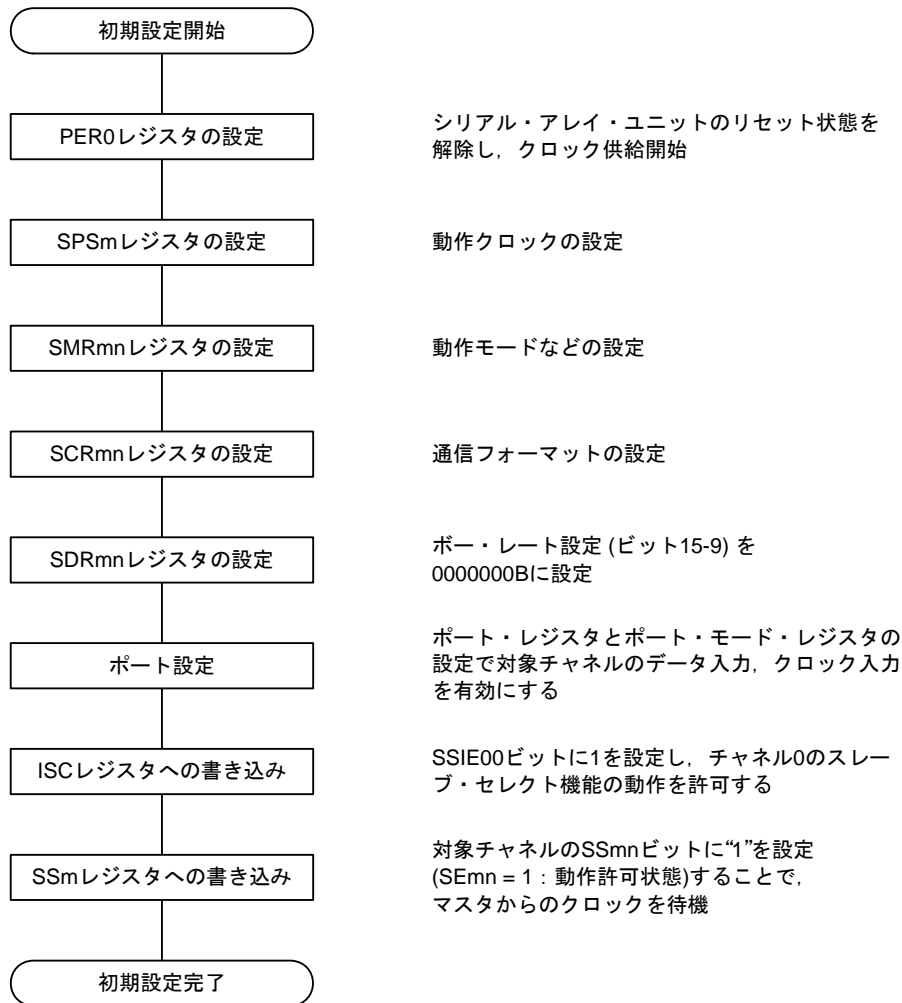 初期設定開始
PER0レジスタの設定
シリアル・アレイ・ユニットのリセット状態を
解除し，クロック供給開始
SPSmレジスタの設定
動作クロックの設定
SMRmnレジスタの設定
動作モードなどの設定
SCRmnレジスタの設定
通信フォーマットの設定
SDRmnレジスタの設定
ボー・レート設定 (ビット15-9) を
0000000Bに設定
ポート設定
ポート・レジスタとポート・モード・レジスタの
設定で対象チャネルのデータ入力，クロック入力
を有効にする
ISCレジスタへの書き込み
SSIE00ビットに1を設定し，チャネル0のスレー
ブ・セレクト機能の動作を許可する
SSmレジスタへの書き込み
対象チャネルのSSmnビットに“1”を設定
(SEmn = 1：動作許可状態)することで，
マスタからのクロックを待機
初期設定完了